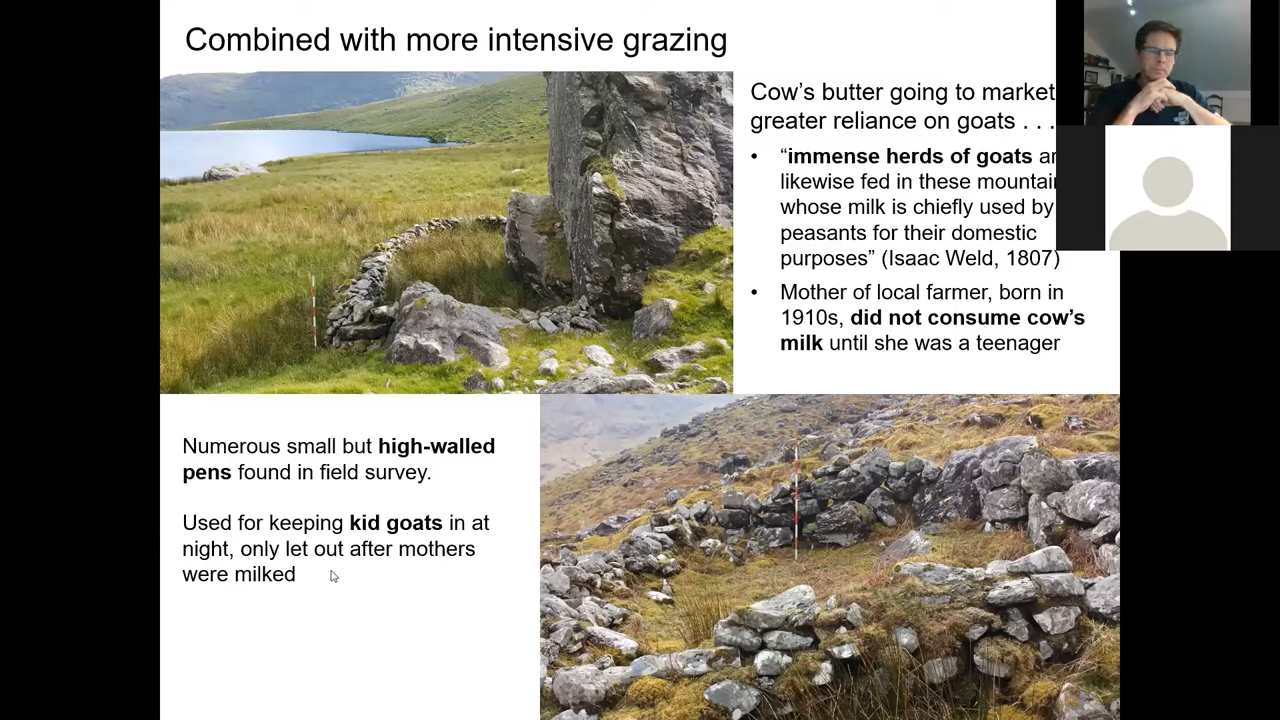 Combined with more intensive grazing
Cow’s butter going to market
greater reliance on goats . . .
• “immense herds of goats
likewise fed in these
whose milk is chiefly used by
peasants for their domestic
purposes” (Isaac Weld, 1807)
• Mother of local farmer, born in
1910s, did not consume cow’s
milk until she was a teenager
Numerous small but high-walled
pens found in field survey.
Used for keeping kid goats in at
night, only let out after mothers
were milked